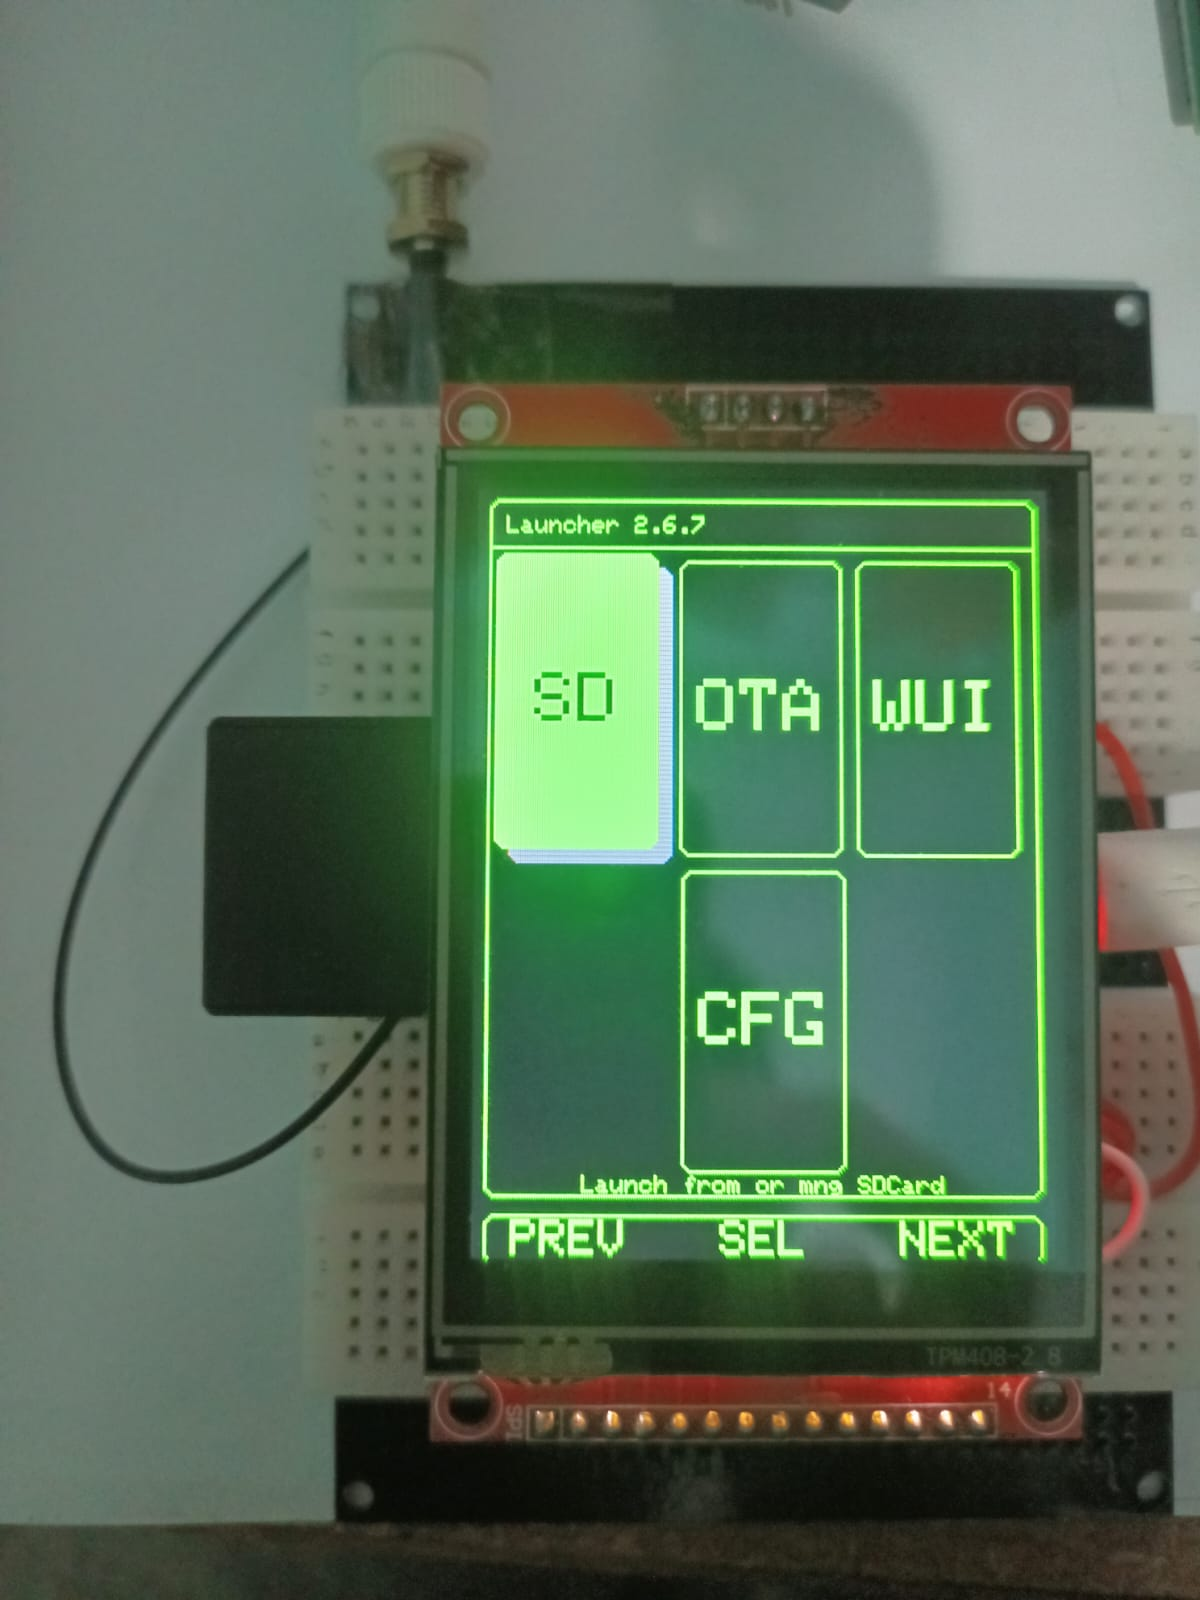 Launcher 2.6.7
SD OTA WUI
CFG
Launch from or mng SDCard
PREV SEL NEXT
TPM408-2.8
14